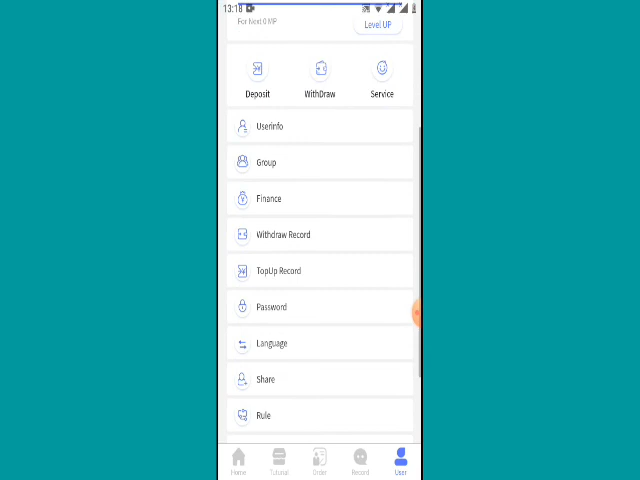 13:18
For Next 0 MP
Level UP
Deposit
WithDraw
Service
Userinfo
Group
Finance
Withdraw Record
TopUp Record
Password
Language
Share
Rule
Home
Tuturial
Order
Record
User